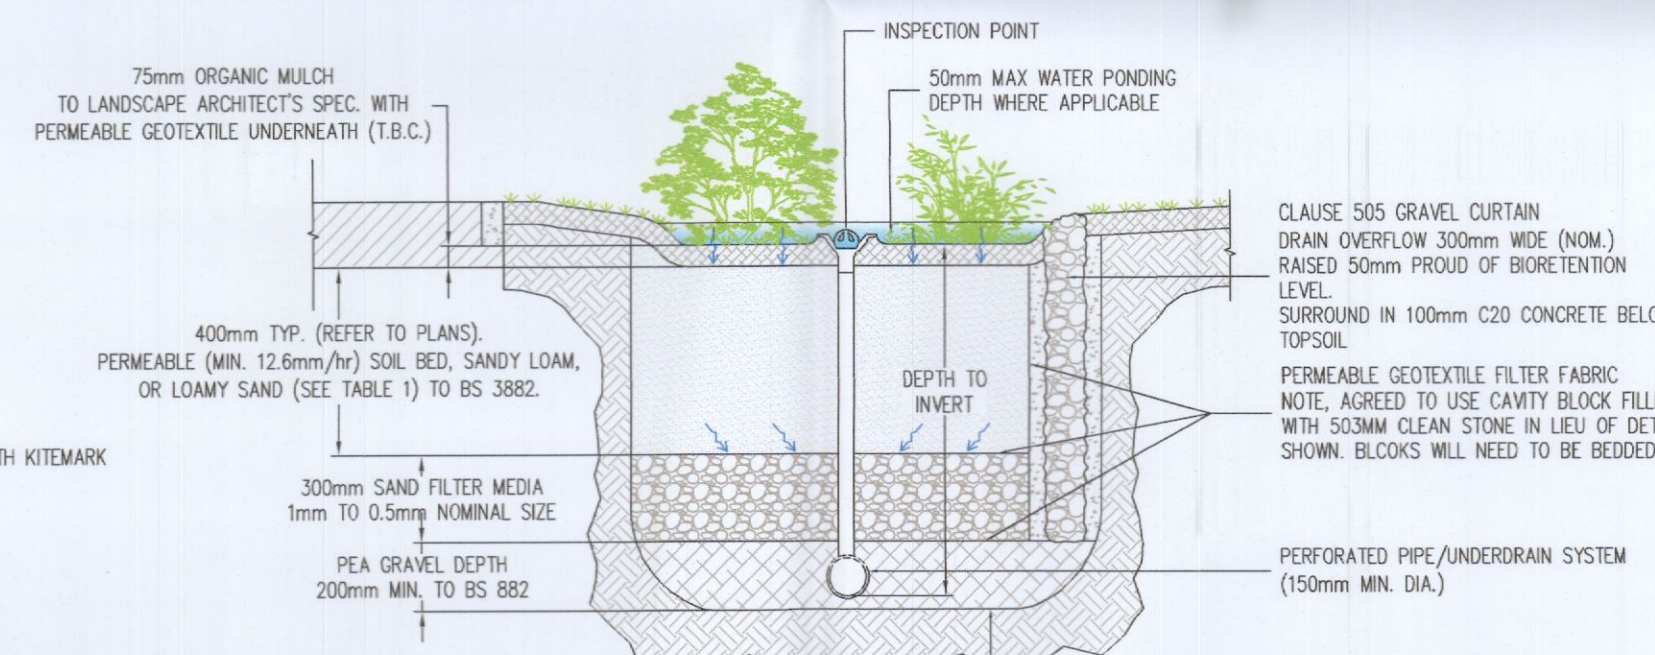 INSPECTION POINT
75mm ORGANIC MULCH
TO LANDSCAPE ARCHITECT'S SPEC. WITH
PERMEABLE GEOTEXTILE UNDERNEATH (T.B.C.)
50mm MAX WATER PONDING
DEPTH WHERE APPLICABLE
400mm TYP. (REFER TO PLANS).
PERMEABLE (MIN. 12.6mm/hr) SOIL BED, SANDY LOAM,
OR LOAMY SAND (SEE TABLE 1) TO BS 3882.
TH KITEMARK
300mm SAND FILTER MEDIA
1mm TO 0.5mm NOMINAL SIZE
PEA GRAVEL DEPTH
200mm MIN. TO BS 882
DEPTH TO
INVERT
CLAUSE 505 GRAVEL CURTAIN
DRAIN OVERFLOW 300mm WIDE (NOM.)
RAISED 50mm PROUD OF BIORETENTION
LEVEL.
SURROUND IN 100mm C20 CONCRETE BELO
TOPSOIL
PERMEABLE GEOTEXTILE FILTER FABRIC
NOTE, AGREED TO USE CAVITY BLOCK FILL
WITH 503MM CLEAN STONE IN LIEU OF DET
SHOWN. BLCOKS WILL NEED TO BE BEDDED
PERFORATED PIPE/UNDERDRAIN SYSTEM
(150mm MIN. DIA.)